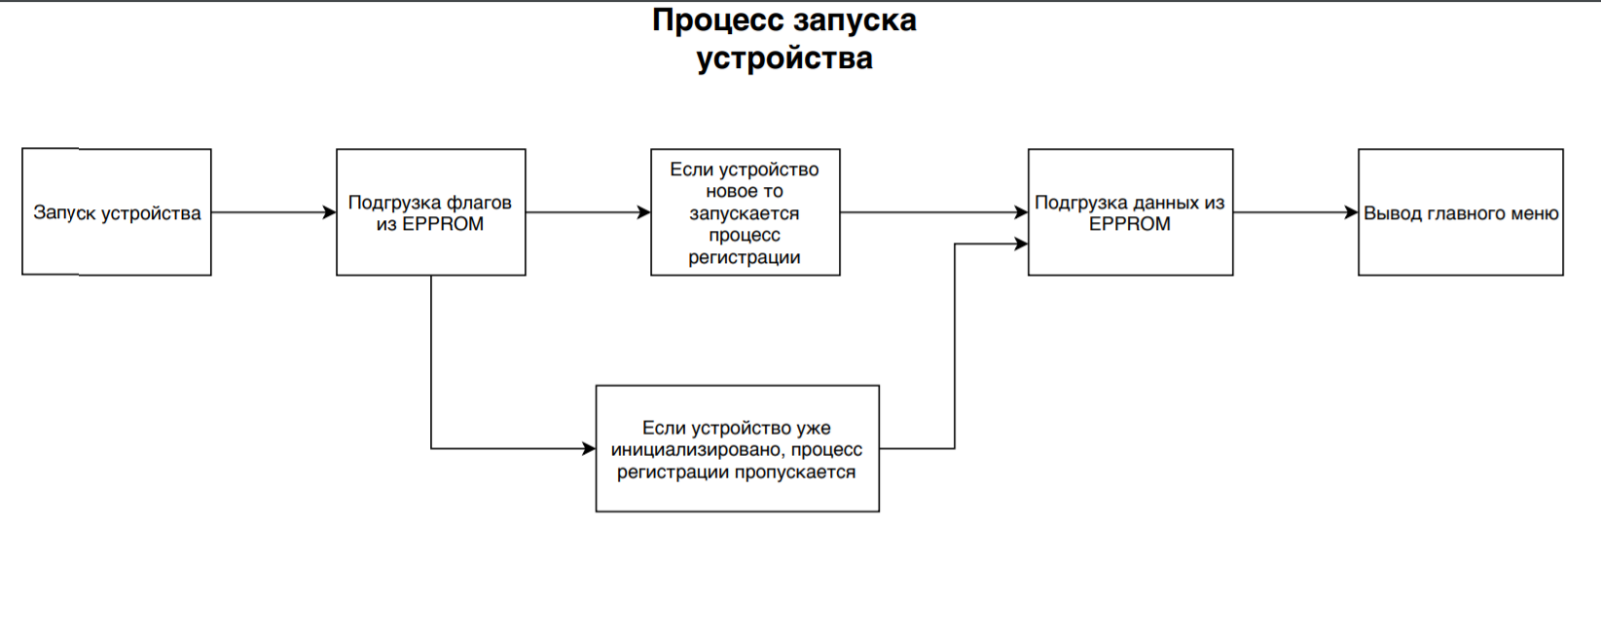 Процесс запуска
устройства
Запуск устройства
Подгрузка флагов
из EPPROM
Если устройство
новое то
запускается
процесс
регистрации
Подгрузка данных из
EPPROM
Вывод главного меню
Если устройство уже
инициализировано, процесс
регистрации пропускается